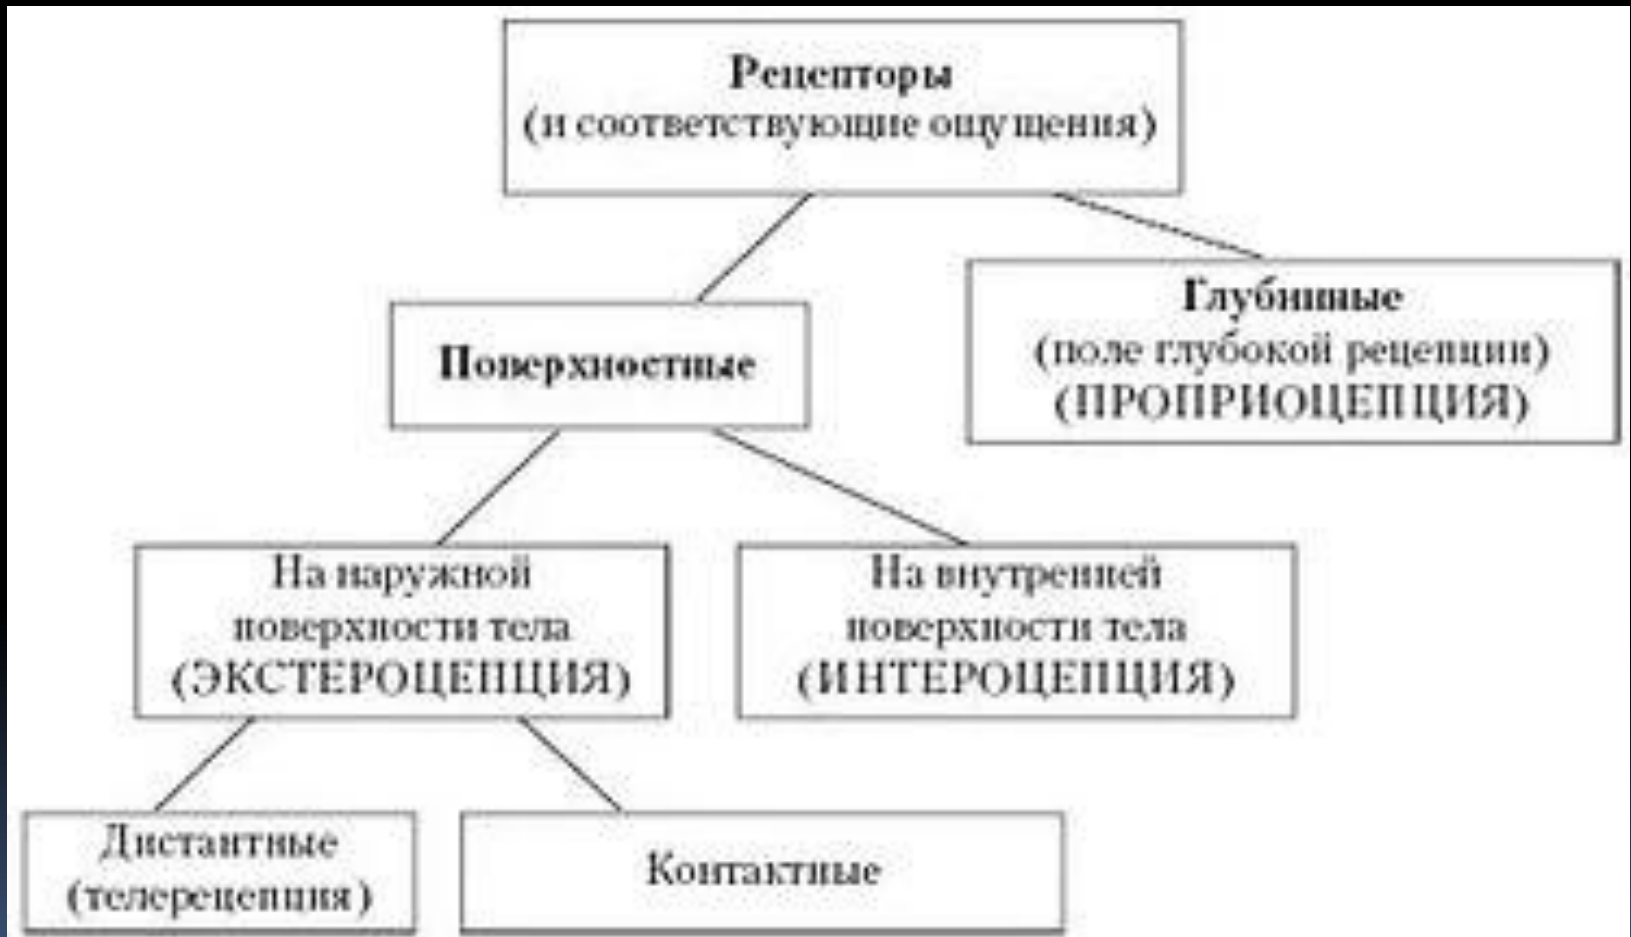 Рецепторы
(и соответствующие ощущения)
Глубинные
(поле глубокой рецепции)
(ПРОПРИОЦЕПЦИЯ)
Поверхностные
На наружной
поверхности тела
(ЭКСТЕРОЦЕПЦИЯ)
На внутренней
поверхности тела
(ИНТЕРОЦЕПЦИЯ)
Дистантные
(телерецепция)
Контактные